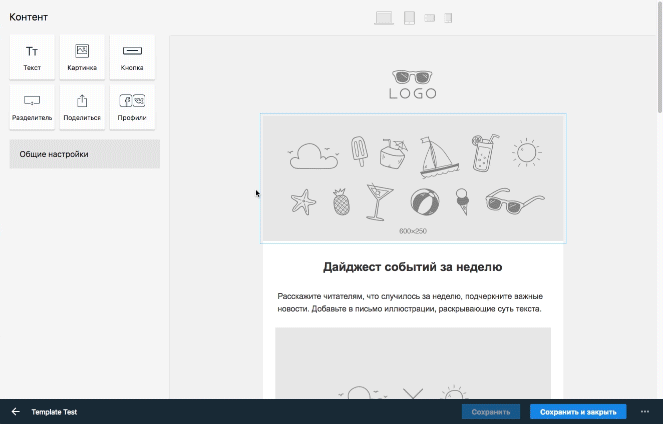 Контент
Текст
Картинка
Кнопка
Разделитель
Поделиться
Профили
Общие настройки
LOGO
600×250
Дайджест событий за неделю
Расскажите читателям, что случилось за неделю, подчеркните важные
новости. Добавьте в письмо иллюстрации, раскрывающие суть текста.
Template Test
Сохранить
Сохранить и закрыть